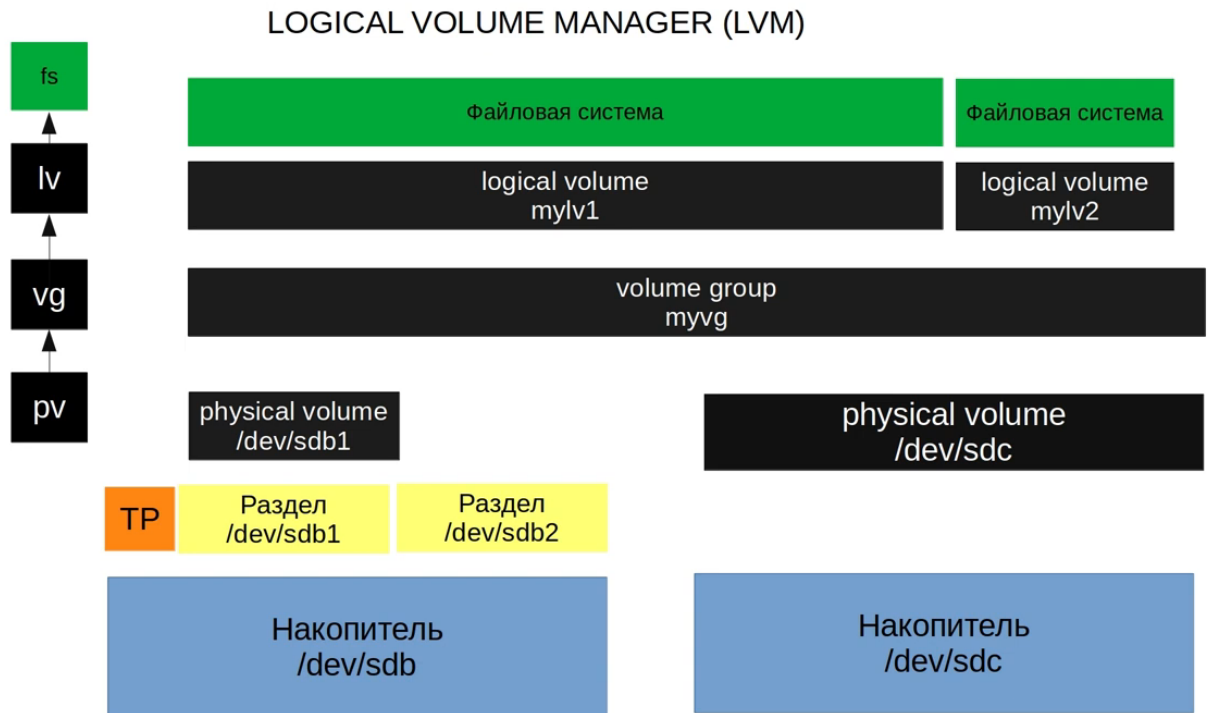 LOGICAL VOLUME MANAGER (LVM)
fs
Файловая система
Файловая система
lv
logical volume
mylv1
logical volume
mylv2
vg
volume group
myvg
pv
physical volume
/dev/sdb1
physical volume
/dev/sdc
TP
Раздел
/dev/sdb1
Раздел
/dev/sdb2
Накопитель
/dev/sdb
Накопитель
/dev/sdc